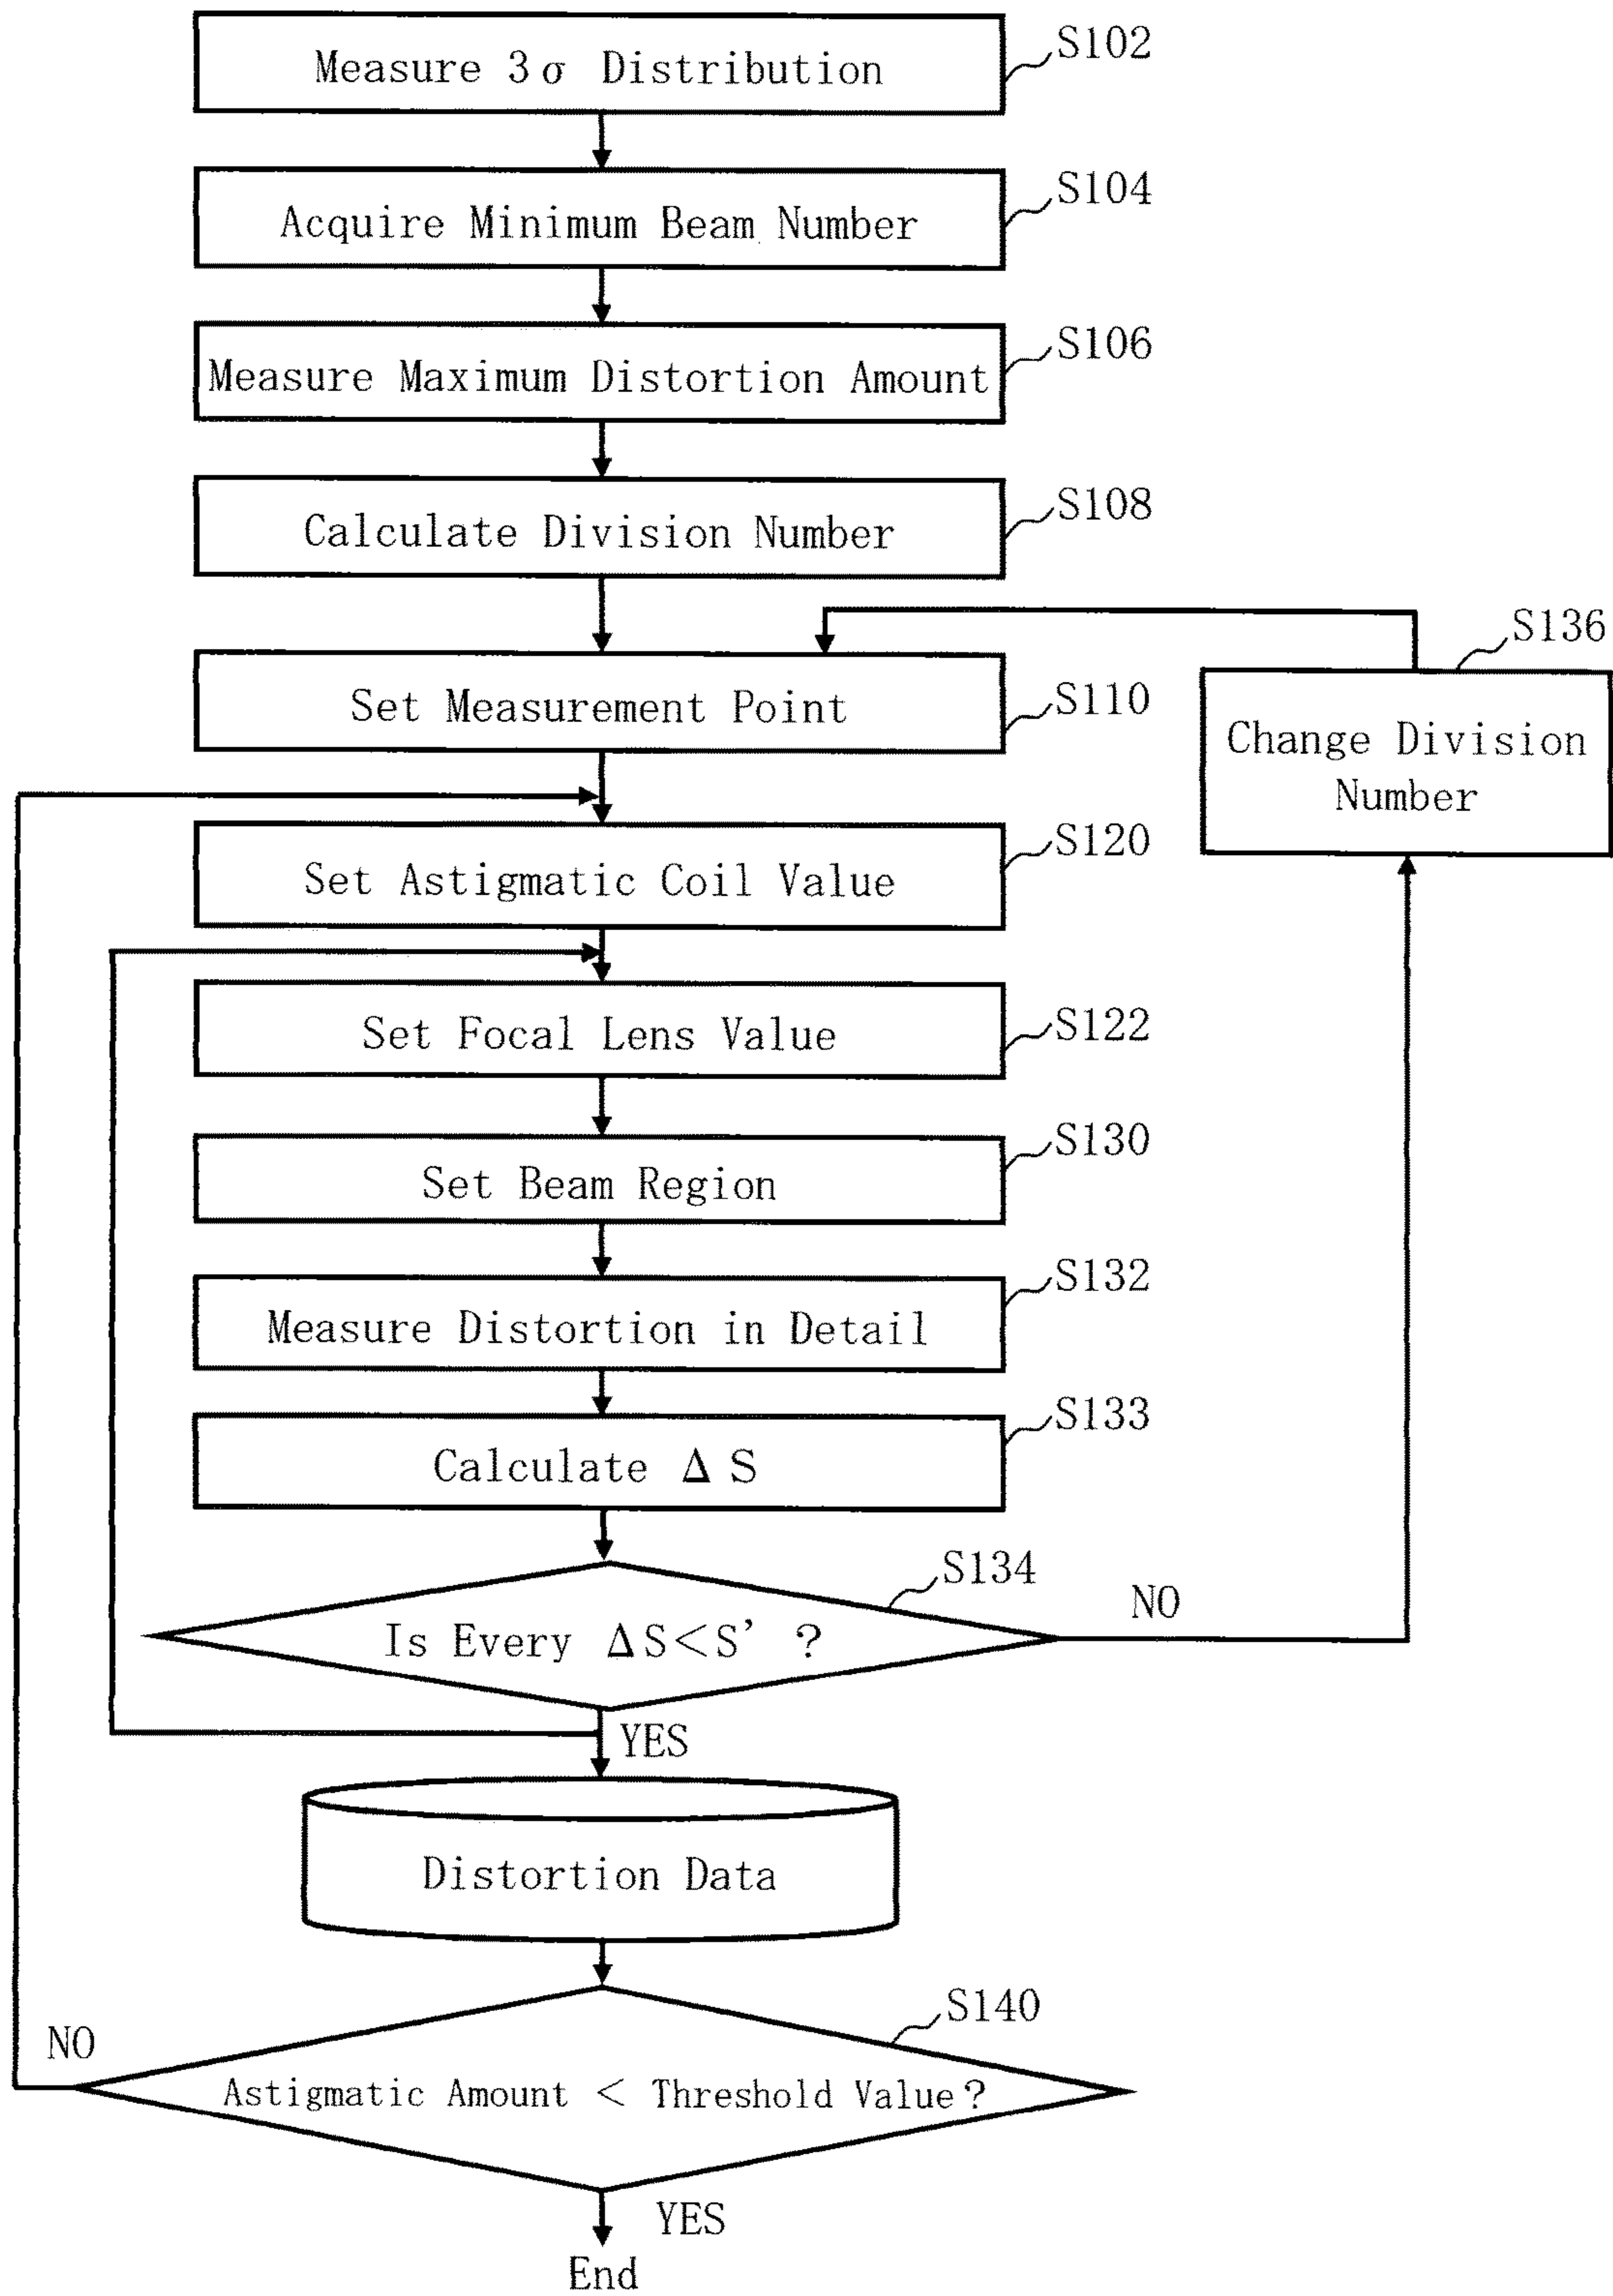 Measure 3σ Distribution
S102
Acquire Minimum Beam Number
S104
Measure Maximum Distortion Amount
S106
Calculate Division Number
S108
Set Measurement Point
S110
S136
Change Division
Number
Set Astigmatic Coil Value
S120
Set Focal Lens Value
S122
Set Beam Region
S130
Measure Distortion in Detail
S132
Calculate ΔS
S133
Is Every ΔS<S' ?
S134
NO
YES
Distortion Data
Astigmatic Amount < Threshold Value?
S140
NO
YES
End